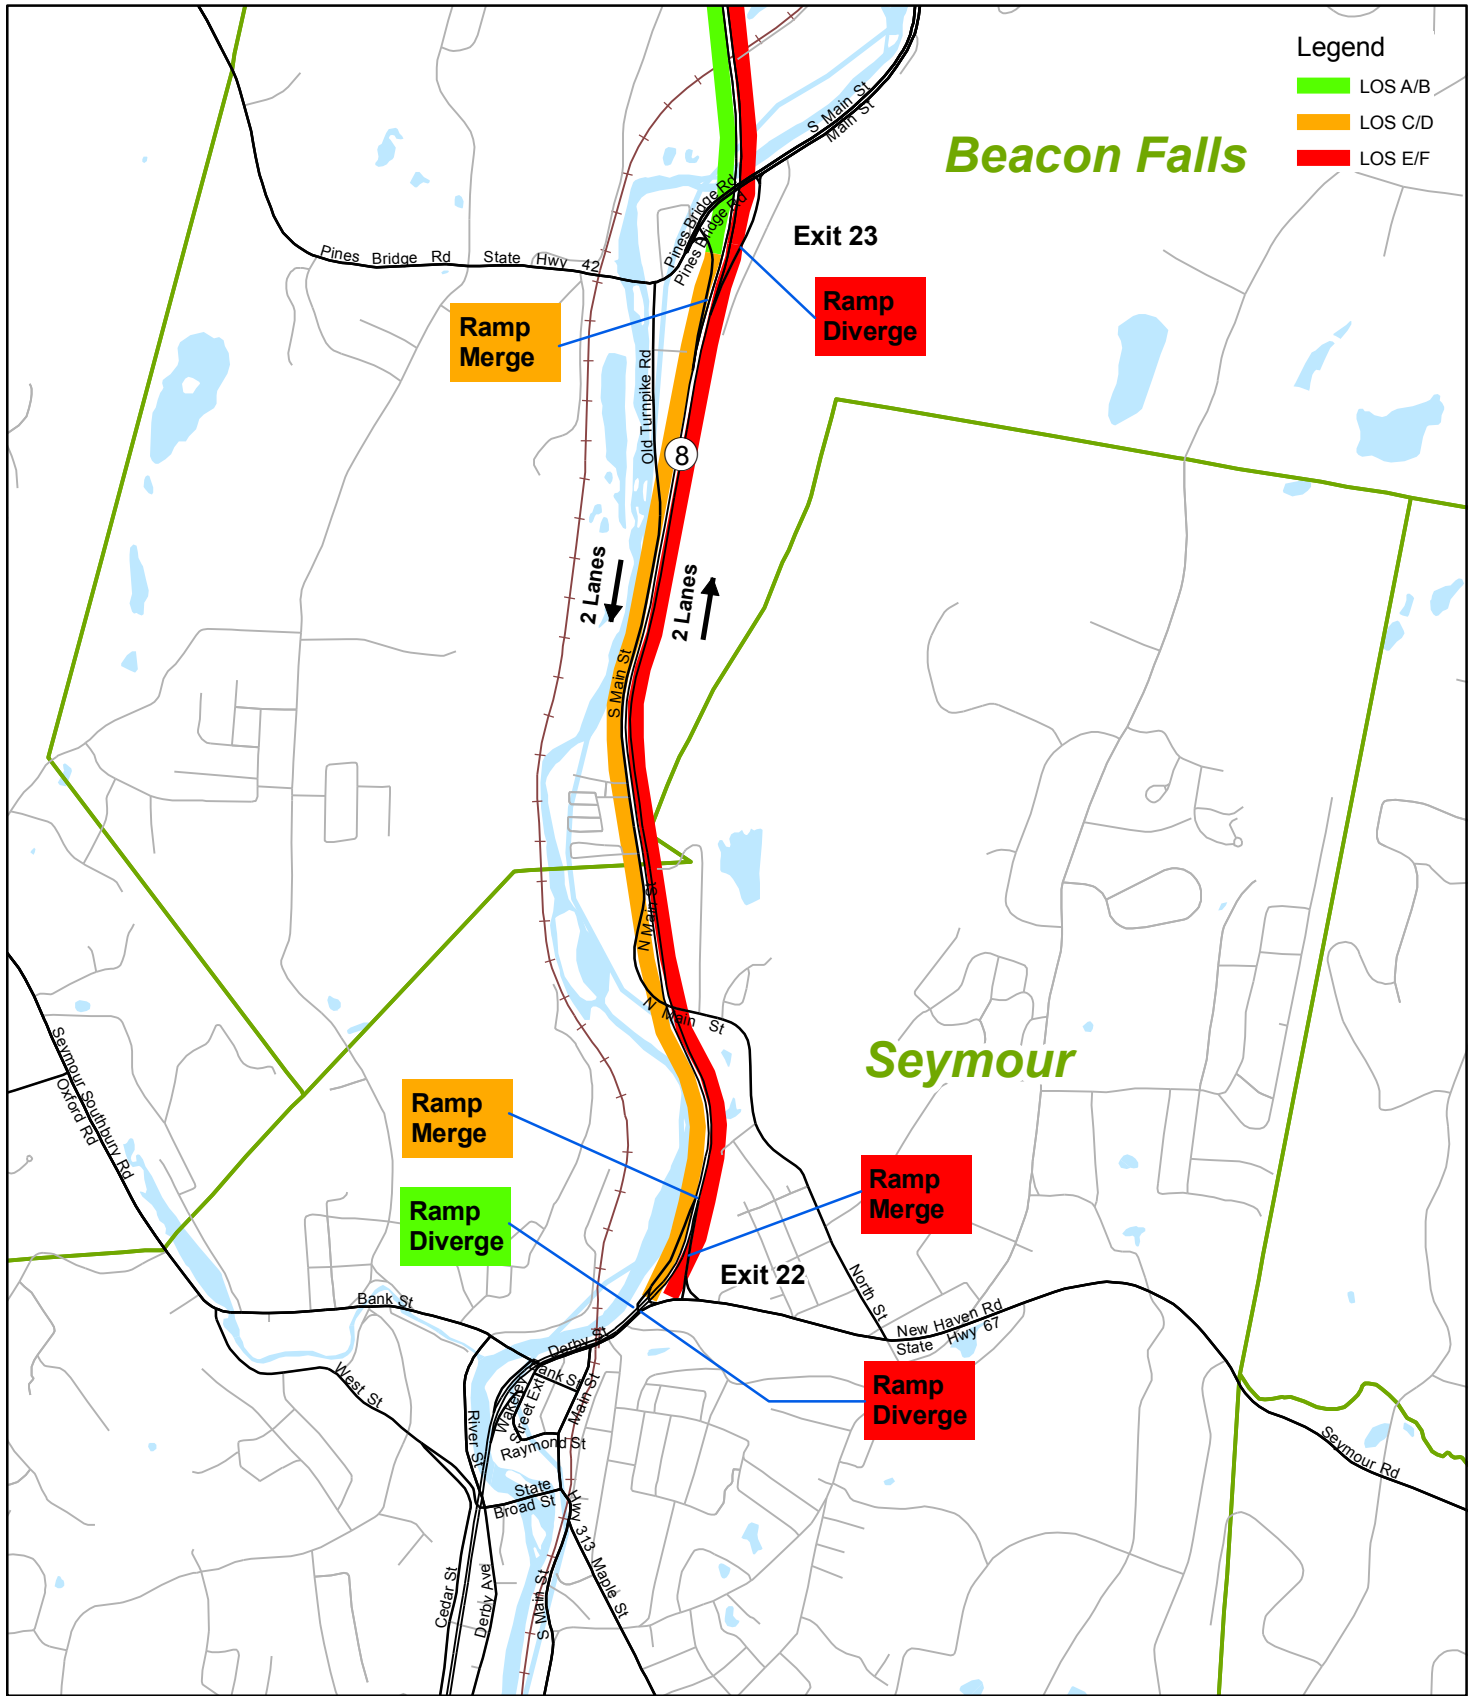 Legend
LOS A/B
LOS C/D
LOS E/F
S Main St
Main St
Beacon Falls
Pines Bridge Rd
Pines Bridge Rd
Exit 23
Pines Bridge Rd State Hwy 42
Ramp
Diverge
Ramp
Merge
Old Turnpike Rd
8
2 Lanes
2 Lanes
S Main St
N Main St
N Main St
Seymour
Seymour Southbury Rd
Oxford Rd
Ramp
Merge
Ramp
Merge
Ramp
Diverge
Exit 22
North St
Bank St
New Haven Rd
State Hwy 67
Derby St
Bank St
West St
Wakeley
Street Ext
Main St
Ramp
Diverge
River St
Raymond St
Seymour Rd
State
Hwy 313
Broad St
Maple St
Cedar St
Derby Ave
S Main St